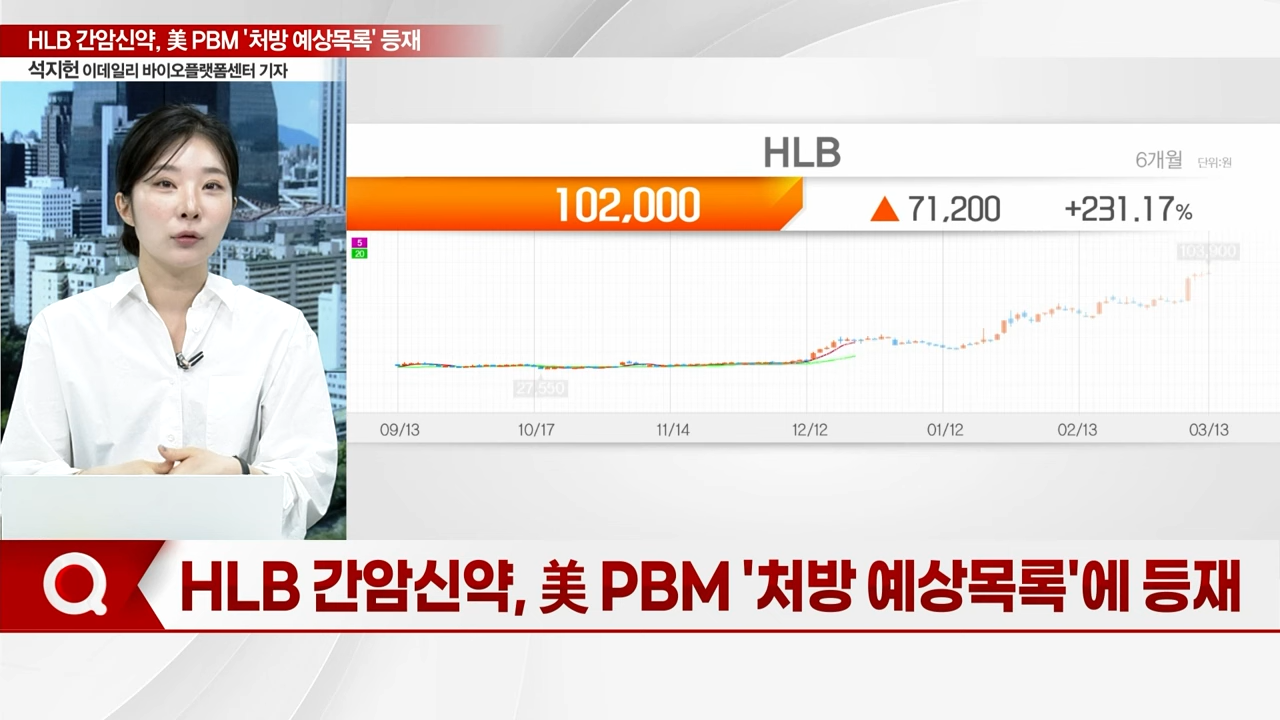 HLB 간암신약, 美 PBM '처방 예상목록' 등재
석지헌 이데일리 바이오플랫폼센터 기자
HLB
6개월 단위:원
102,000 ▲ 71,200 +231.17%
5
20
103,900
27,550
09/13 10/17 11/14 12/12 01/12 02/13 03/13
HLB 간암신약, 美 PBM '처방 예상목록'에 등재